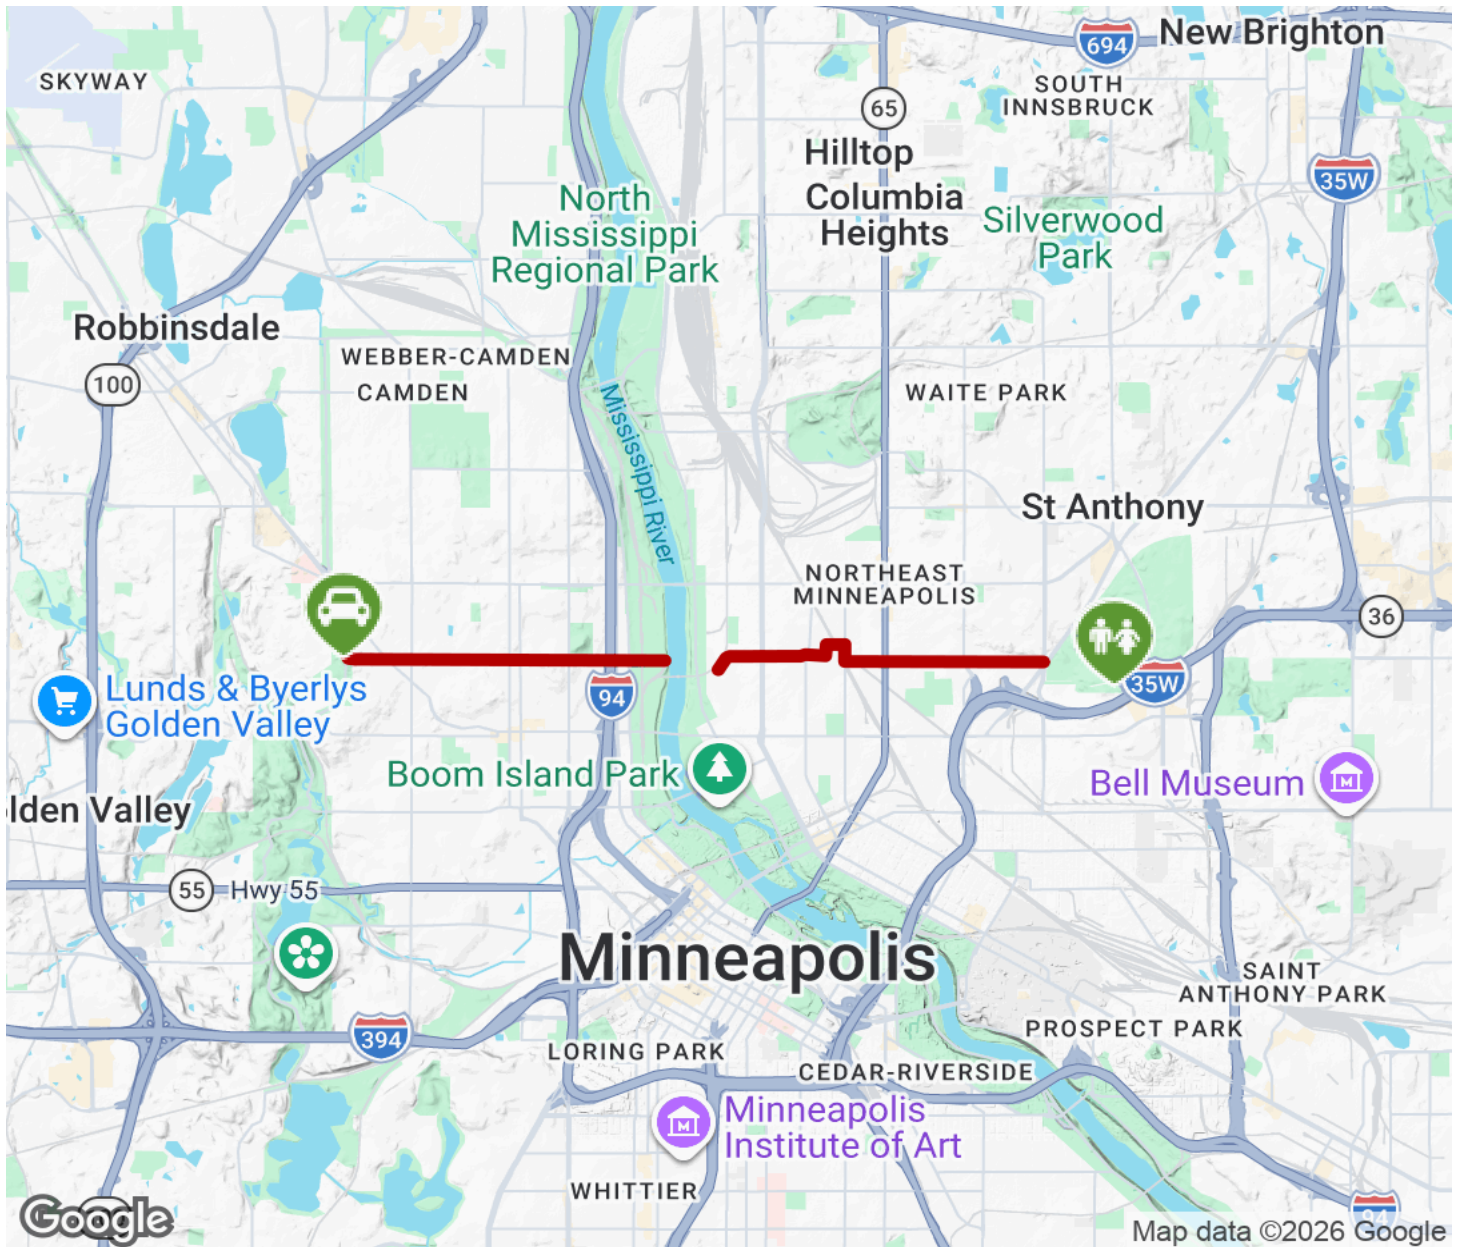 New Brighton
694
SKYWAY
SOUTH
INNSBRUCK
65
Hilltop
35W
North
Mississippi
Regional Park
Columbia
Heights
Silverwood
Park
Robbinsdale
WEBBER-CAMDEN
CAMDEN
100
WAITE PARK
Mississippi River
St Anthony
NORTHEAST
MINNEAPOLIS
36
Lunds & Byerlys
Golden Valley
94
35W
Boom Island Park
Bell Museum
lden Valley
55
Hwy 55
Minneapolis
SAINT
ANTHONY PARK
394
PROSPECT PARK
LORING PARK
CEDAR-RIVERSIDE
Minneapolis
Institute of Art
WHITTIER
94
Google
Map data ©2026 Google